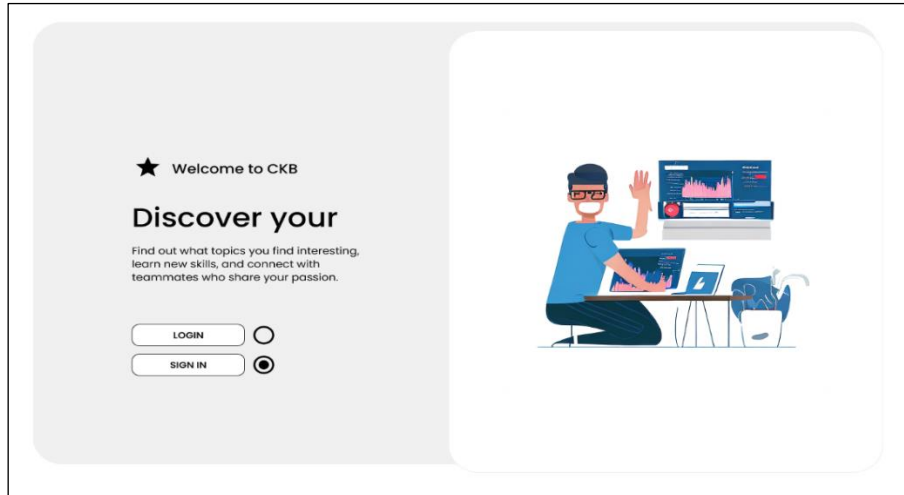 Welcome to CKB
Discover your
Find out what topics you find interesting,
learn new skills, and connect with
teammates who share your passion.
LOGIN
SIGN IN